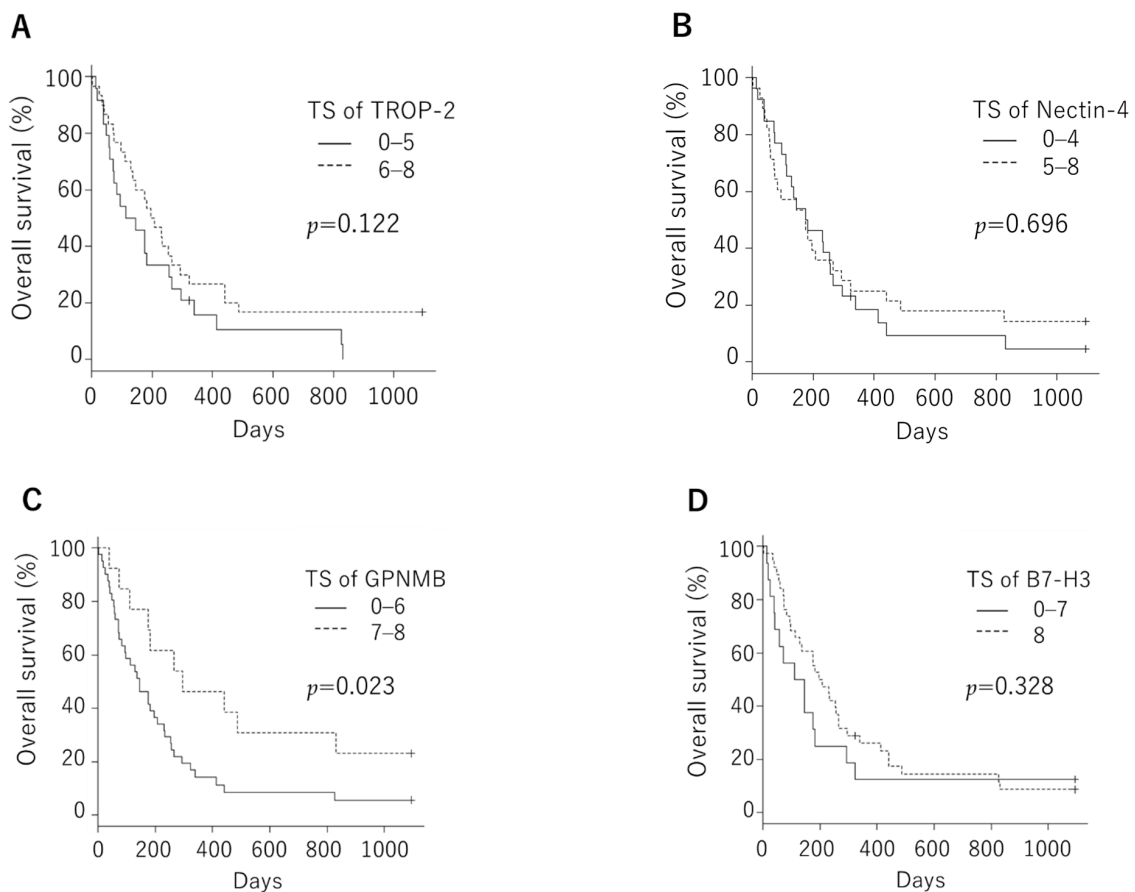 A
Overall survival (%)
100
80
60
40
20
0
0 200 400 600 800 1000
Days
TS of TROP-2
0–5
6–8
p=0.122
B
Overall survival (%)
100
80
60
40
20
0
0 200 400 600 800 1000
Days
TS of Nectin-4
0–4
5–8
p=0.696
C
Overall survival (%)
100
80
60
40
20
0
0 200 400 600 800 1000
Days
TS of GPNMB
0–6
7–8
p=0.023
D
Overall survival (%)
100
80
60
40
20
0
0 200 400 600 800 1000
Days
TS of B7-H3
0–7
8
p=0.328